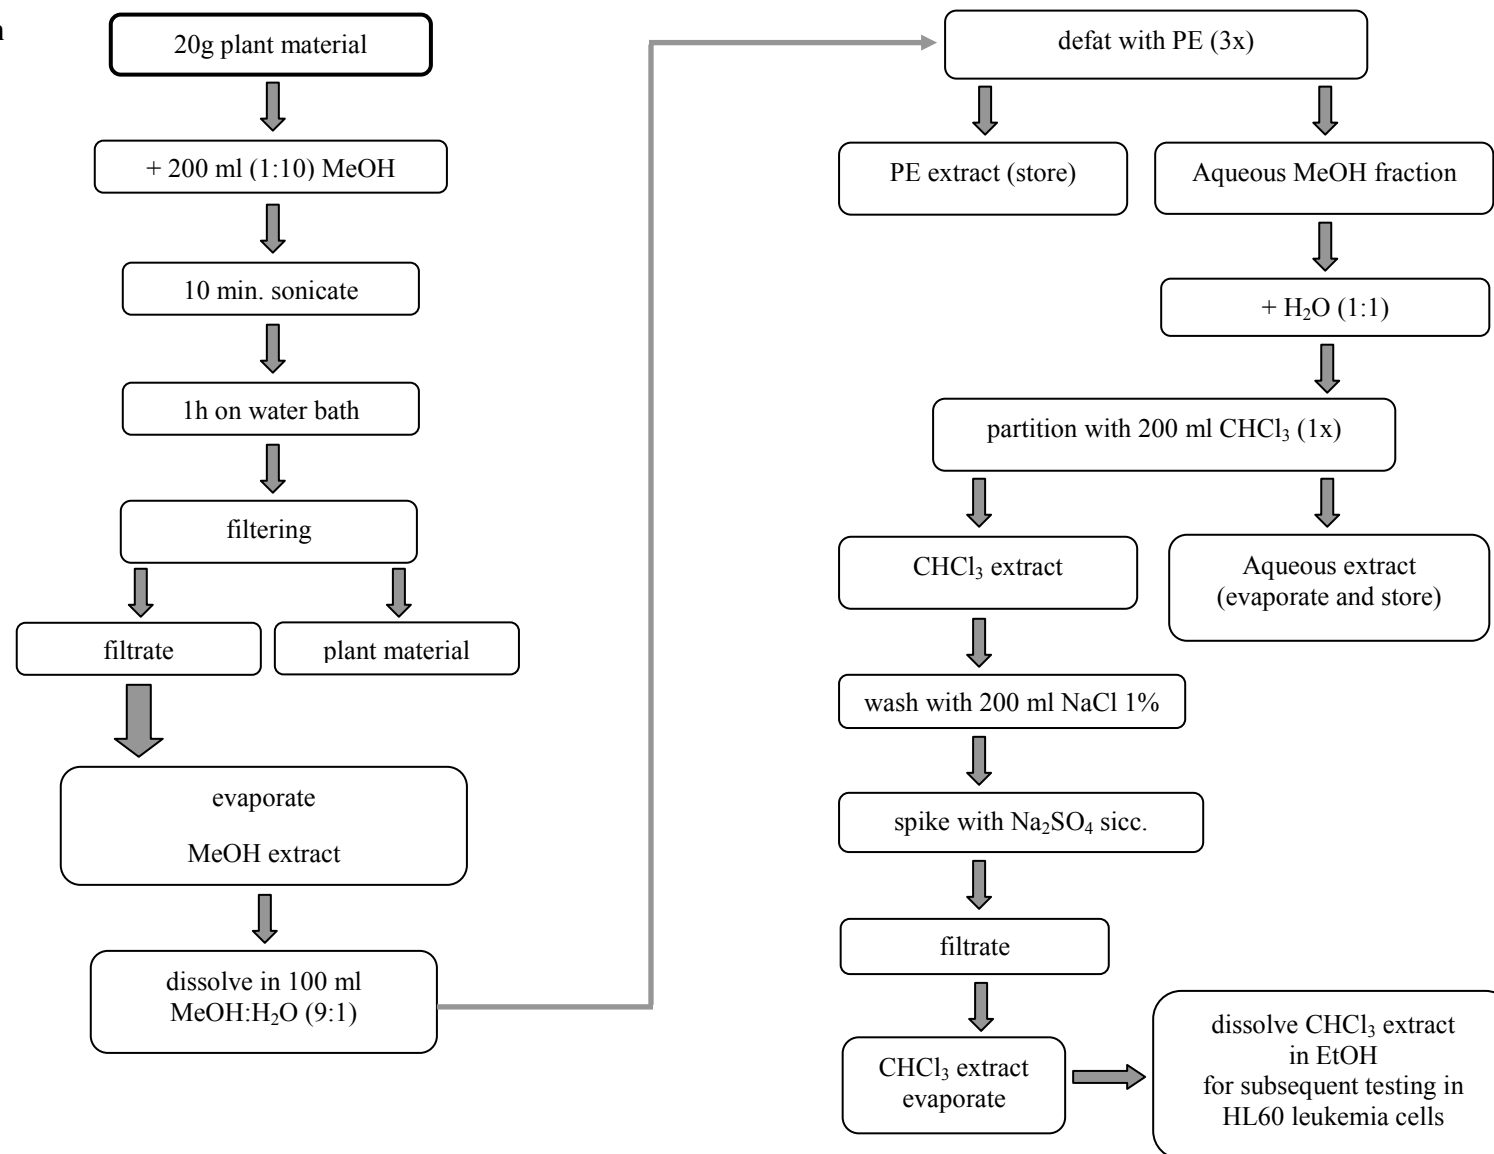 20g plant material
+ 200 ml (1:10) MeOH
10 min. sonicate
1h on water bath
filtering
filtrate
plant material
evaporate
MeOH extract
dissolve in 100 ml
MeOH:H₂O (9:1)
defat with PE (3x)
PE extract (store)
Aqueous MeOH fraction
+ H₂O (1:1)
partition with 200 ml CHCl₃ (1x)
CHCl₃ extract
Aqueous extract
(evaporate and store)
wash with 200 ml NaCl 1%
spike with Na₂SO₄ sicc.
filtrate
CHCl₃ extract
evaporate
dissolve CHCl₃ extract
in EtOH
for subsequent testing in
HL60 leukemia cells